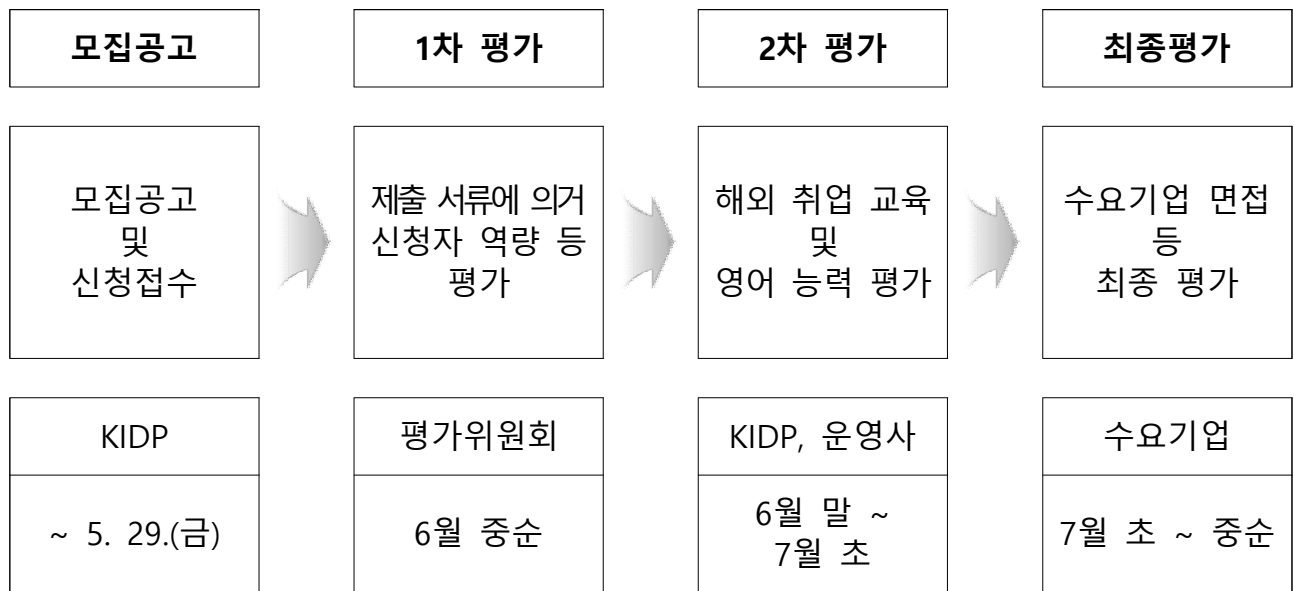 모집공고
1차 평가
2차 평가
최종평가
모집공고
및
신청접수
제출 서류에 의거
신청자 역량 등
평가
해외 취업 교육
및
영어 능력 평가
수요기업 면접
등
최종 평가
KIDP
평가위원회
KIDP, 운영사
수요기업
~ 5. 29.(금)
6월 중순
6월 말 ~
7월 초
7월 초 ~ 중순